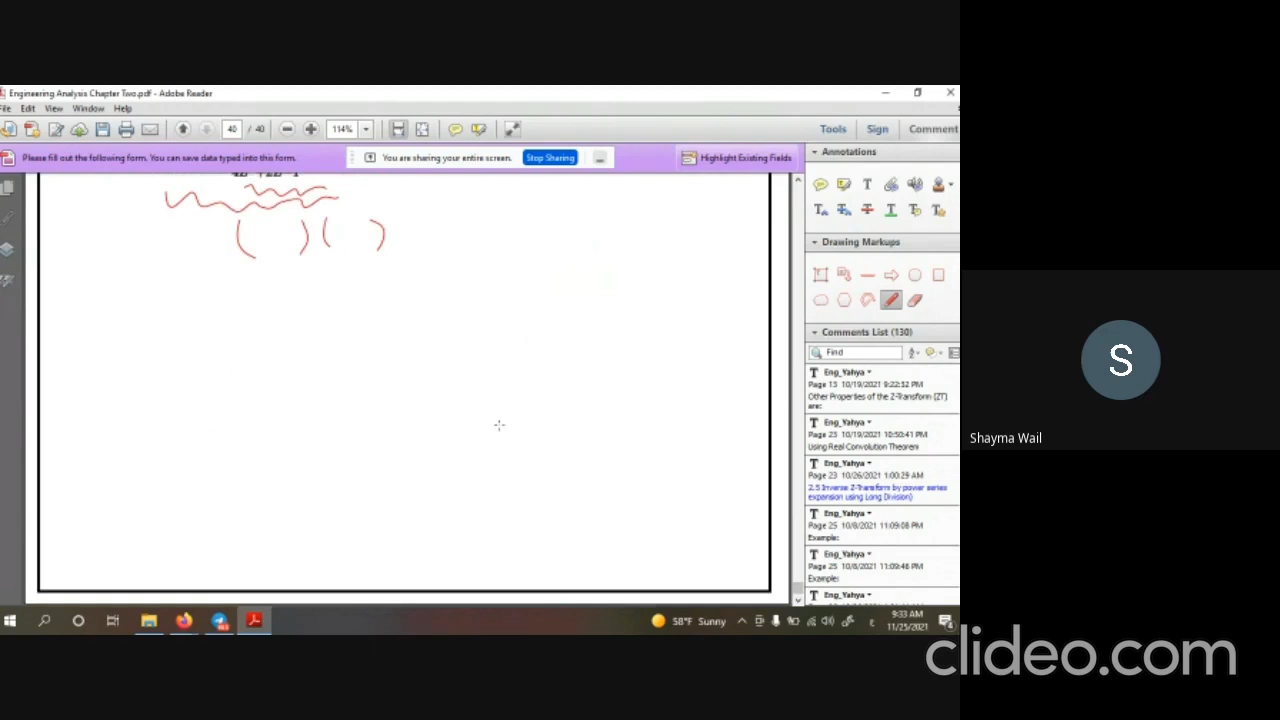 Engineering Analysis Chapter Two.pdf - Adobe Reader
File Edit View Window Help
40 / 40
114%
Tools Sign Comment
Please fill out the following form. You can save data typed into this form.
You are sharing your entire screen.
Stop Sharing
Highlight Existing Fields
( ) ( )
Annotations
Drawing Markups
Comments List (130)
Find
Eng_Yahya
Page 13 10/19/2021 9:22:32 PM
Other Properties of the Z-Transform (ZT)
are:
Eng_Yahya
Page 23 10/19/2021 10:50:41 PM
Using Real Convolution Theorem
Eng_Yahya
Page 23 10/26/2021 1:00:29 AM
2.5 Inverse Z-Transform by power series
expansion using Long Division)
Eng_Yahya
Page 25 10/8/2021 11:09:08 PM
Example:
Eng_Yahya
Page 25 10/8/2021 11:09:46 PM
Example:
Eng_Yahya
58°F Sunny
9:33 AM
11/25/2021
S
Shayma Wail
clideo.com